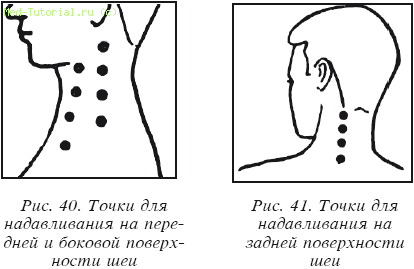 Med-Tutorial.ru
Рис. 40. Точки для
надавливания на пере-
дней и боковой поверх-
ности шеи
Рис. 41. Точки для
надавливания на
задней поверхности
шеи